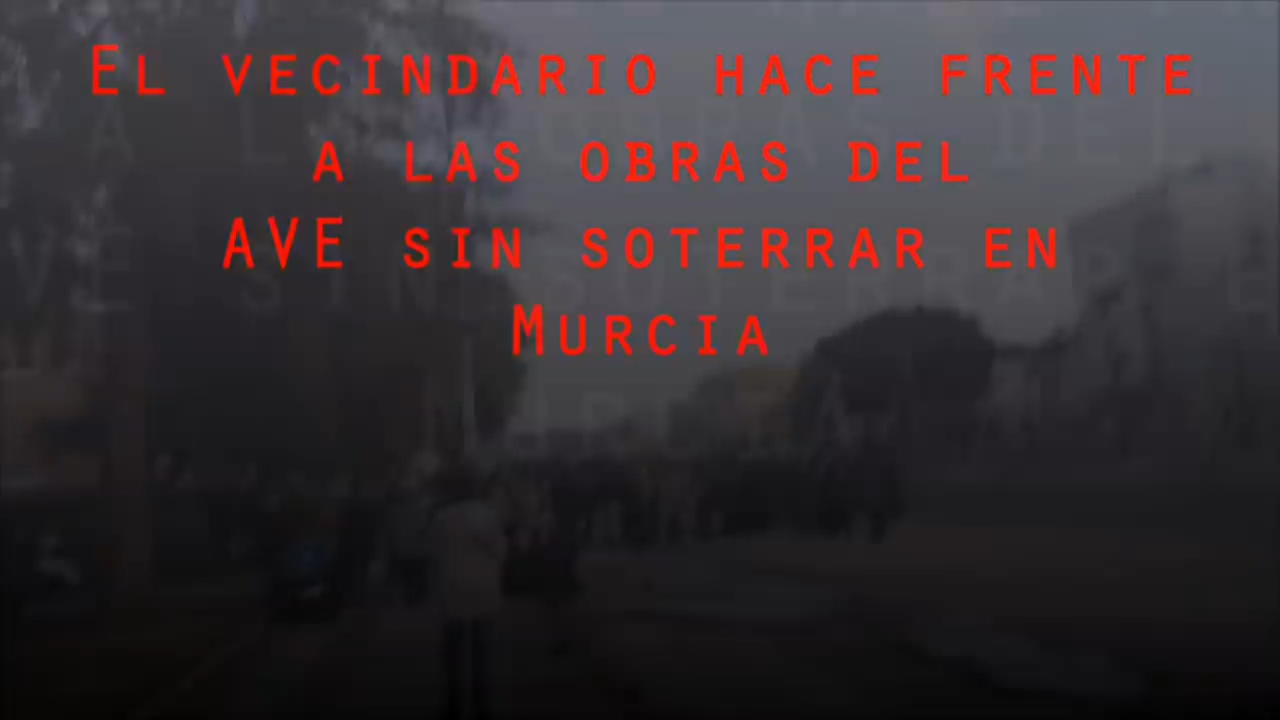 El vecindario hace frente
a las obras del
AVE sin soterrar en
Murcia